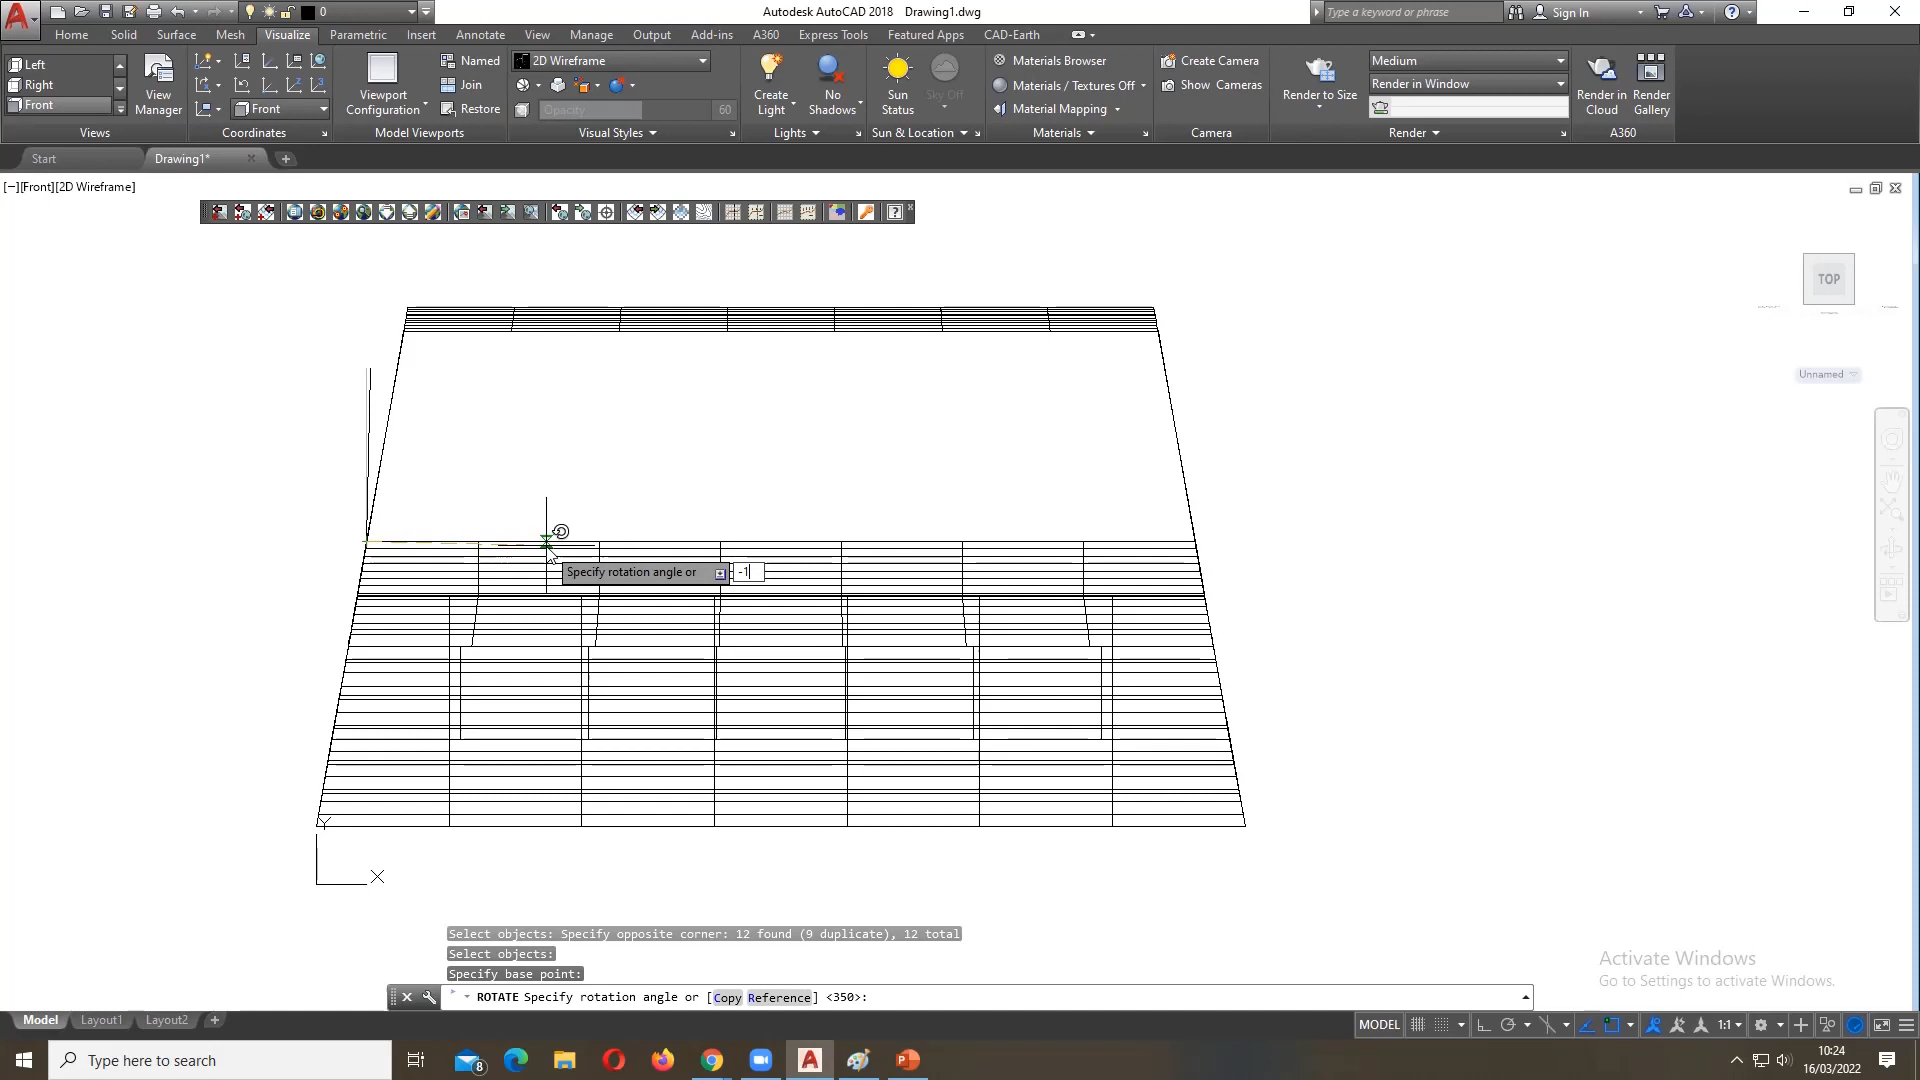 Autodesk AutoCAD 2018 Drawing1.dwg
0
Type a keyword or phrase
Sign In
Home Solid Surface Mesh Visualize Parametric Insert Annotate View Manage Output Add-ins A360 Express Tools Featured Apps CAD-Earth
Left
Right
Front
View
Manager
Views
Front
Coordinates
Viewport
Configuration
Named
Join
Restore
Model Viewports
2D Wireframe
Opacity
60
Visual Styles
Create
Light
No
Shadows
Lights
Sun
Status
Sky Off
Sun & Location
Materials Browser
Materials / Textures Off
Material Mapping
Materials
Create Camera
Show Cameras
Camera
Render to Size
Medium
Render in Window
Render
Render in
Cloud
Render
Gallery
A360
Start
Drawing1*
[−][Front][2D Wireframe]
TOP
Unnamed
Specify rotation angle or
-1
Y
X
Select objects: Specify opposite corner: 12 found (9 duplicate), 12 total
Select objects:
Specify base point:
ROTATE Specify rotation angle or [Copy Reference] <350>:
Activate Windows
Go to Settings to activate Windows.
Model Layout1 Layout2
MODEL
1:1
Type here to search
8
10:24
16/03/2022